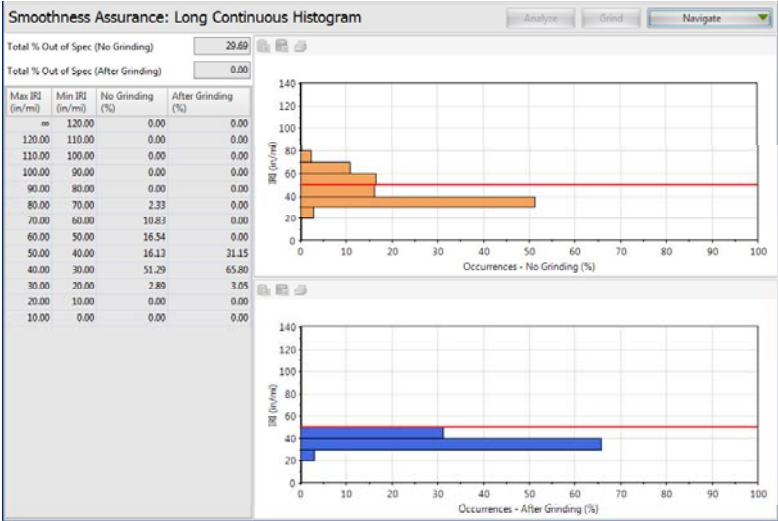 Smoothness Assurance: Long Continuous Histogram
Analyze
Grind
Navigate
Total % Out of Spec (No Grinding) 29.69
Total % Out of Spec (After Grinding) 0.00
Max IRI (in/mi) Min IRI (in/mi) No Grinding (%) After Grinding (%)
∞ 120.00 0.00 0.00
120.00 110.00 0.00 0.00
110.00 100.00 0.00 0.00
100.00 90.00 0.00 0.00
90.00 80.00 0.00 0.00
80.00 70.00 2.33 0.00
70.00 60.00 10.83 0.00
60.00 50.00 16.54 0.00
50.00 40.00 16.13 31.15
40.00 30.00 51.29 65.80
30.00 20.00 2.89 3.05
20.00 10.00 0.00 0.00
10.00 0.00 0.00 0.00
140
120
100
80
60
40
20
0
IRI (in/mi)
0 10 20 30 40 50 60 70 80 90 100
Occurrences - No Grinding (%)
140
120
100
80
60
40
20
0
IRI (in/mi)
0 10 20 30 40 50 60 70 80 90 100
Occurrences - After Grinding (%)